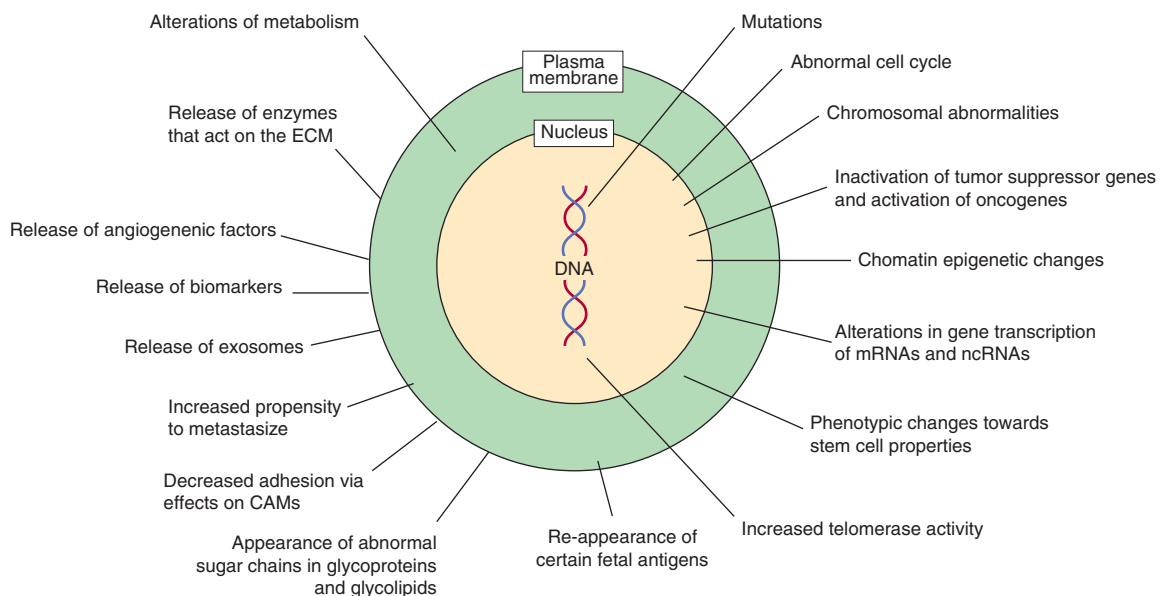 Alterations of metabolism
Mutations
Plasma
membrane
Abnormal cell cycle
Release of enzymes
that act on the ECM
Chromosomal abnormalities
Nucleus
Inactivation of tumor suppressor genes
and activation of oncogenes
Release of angiogenenic factors
DNA
Chromatin epigenetic changes
Release of biomarkers
Release of exosomes
Alterations in gene transcription
of mRNAs and ncRNAs
Increased propensity
to metastasize
Phenotypic changes towards
stem cell properties
Decreased adhesion via
effects on CAMs
Increased telomerase activity
Re-appearance of
certain fetal antigens
Appearance of abnormal
sugar chains in glycoproteins
and glycolipids